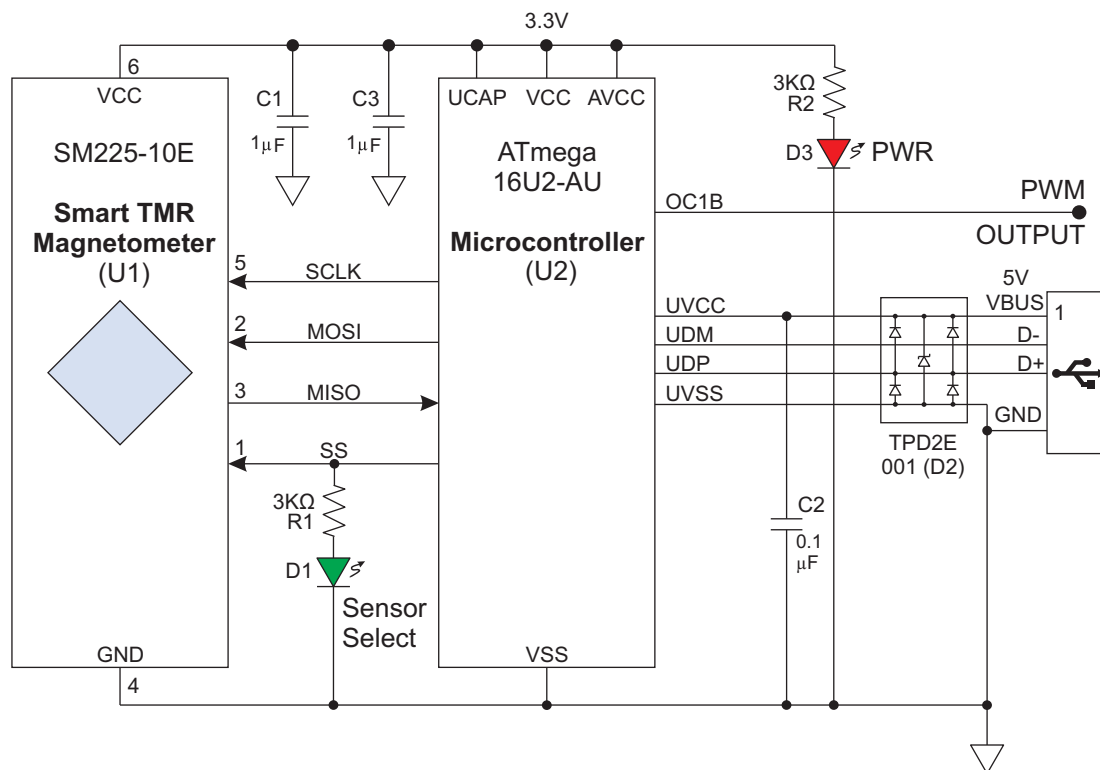 3.3V
6
VCC
SM225-10E
Smart TMR
Magnetometer
(U1)
C1
1μF
C3
1μF
UCAP
VCC
AVCC
ATmega
16U2-AU
Microcontroller
(U2)
3KΩ
R2
D3
PWR
OC1B
PWM
OUTPUT
5
SCLK
2
MOSI
3
MISO
1
SS
3KΩ
R1
D1
Sensor
Select
UVCC
UDM
UDP
UVSS
5V
VBUS
1
D-
D+
GND
TPD2E
001 (D2)
C2
0.1
μF
GND
4
VSS